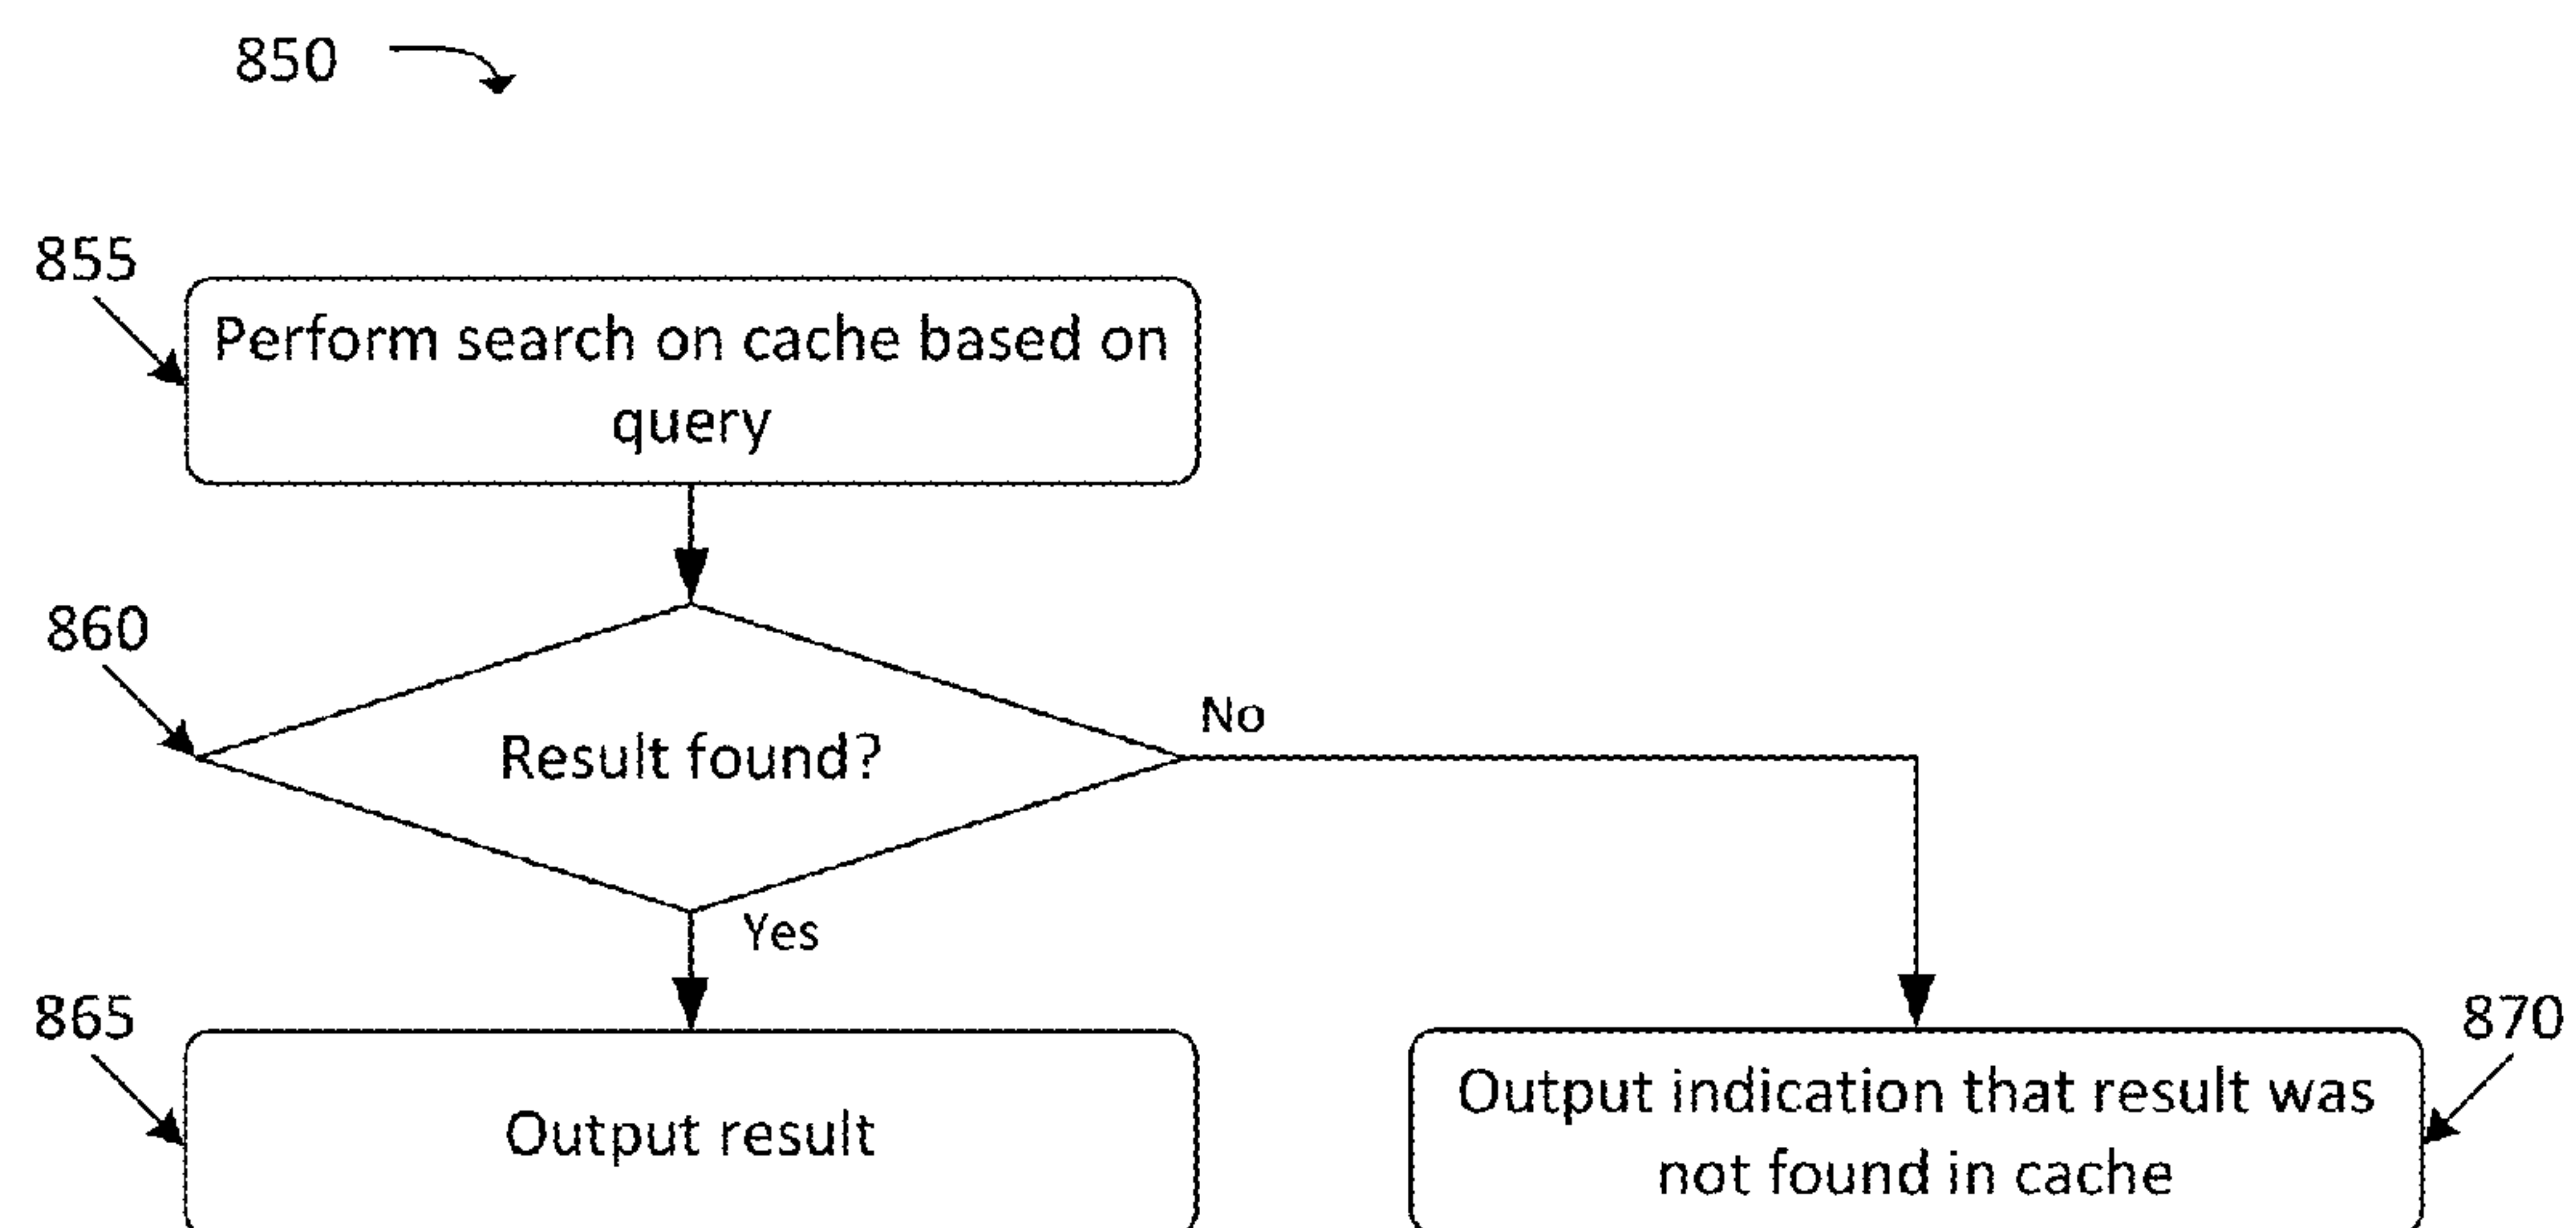 850
855
Perform search on cache based on
query
860
Result found?
No
Yes
865
Output result
Output indication that result was
not found in cache
870